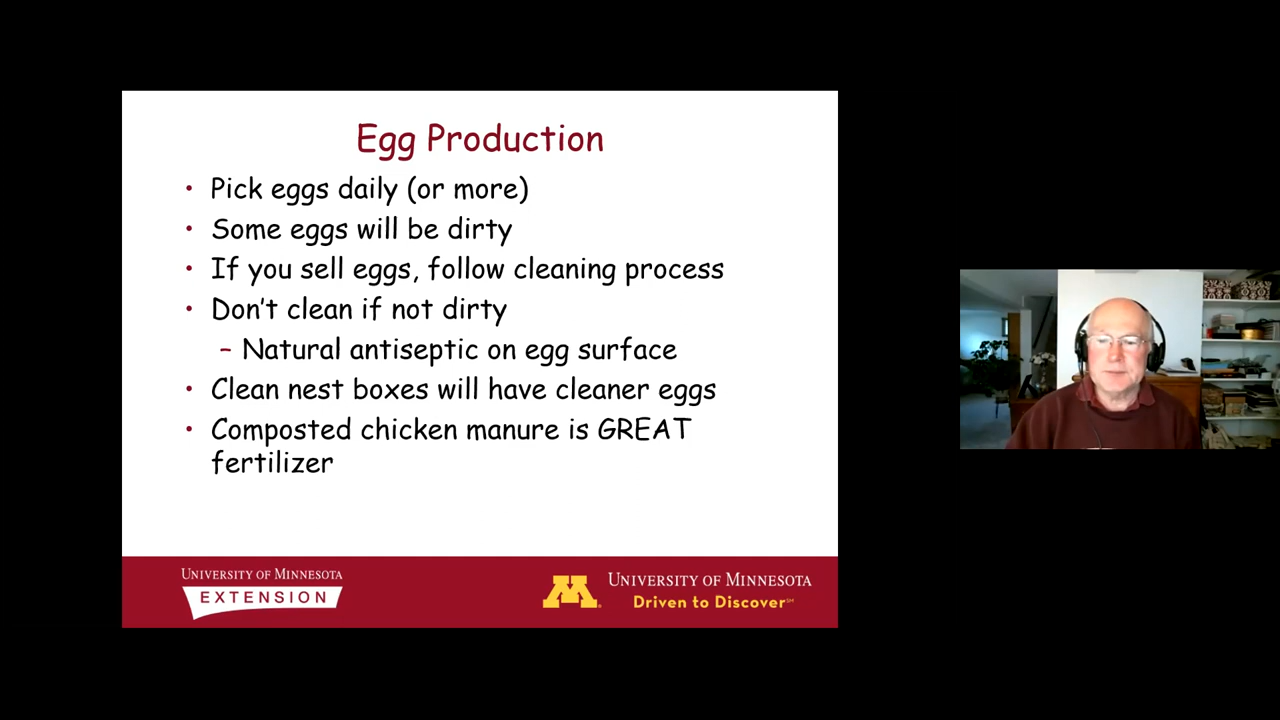 Egg Production
• Pick eggs daily (or more)
• Some eggs will be dirty
• If you sell eggs, follow cleaning process
• Don't clean if not dirty
– Natural antiseptic on egg surface
• Clean nest boxes will have cleaner eggs
• Composted chicken manure is GREAT
fertilizer
UNIVERSITY OF MINNESOTA
EXTENSION
M
UNIVERSITY OF MINNESOTA
Driven to Discover℠